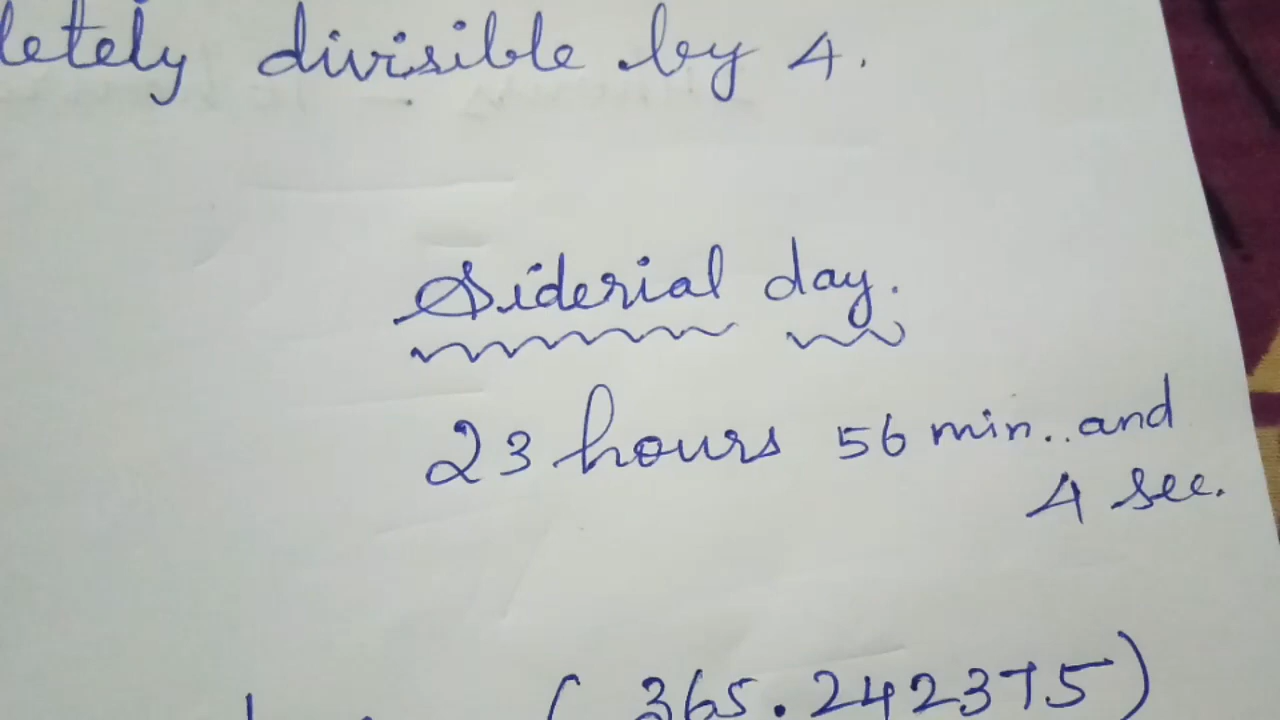 letely divisible by 4.
Siderial day.
23 hours 56 min.. and
4 sec.
(365.242375)